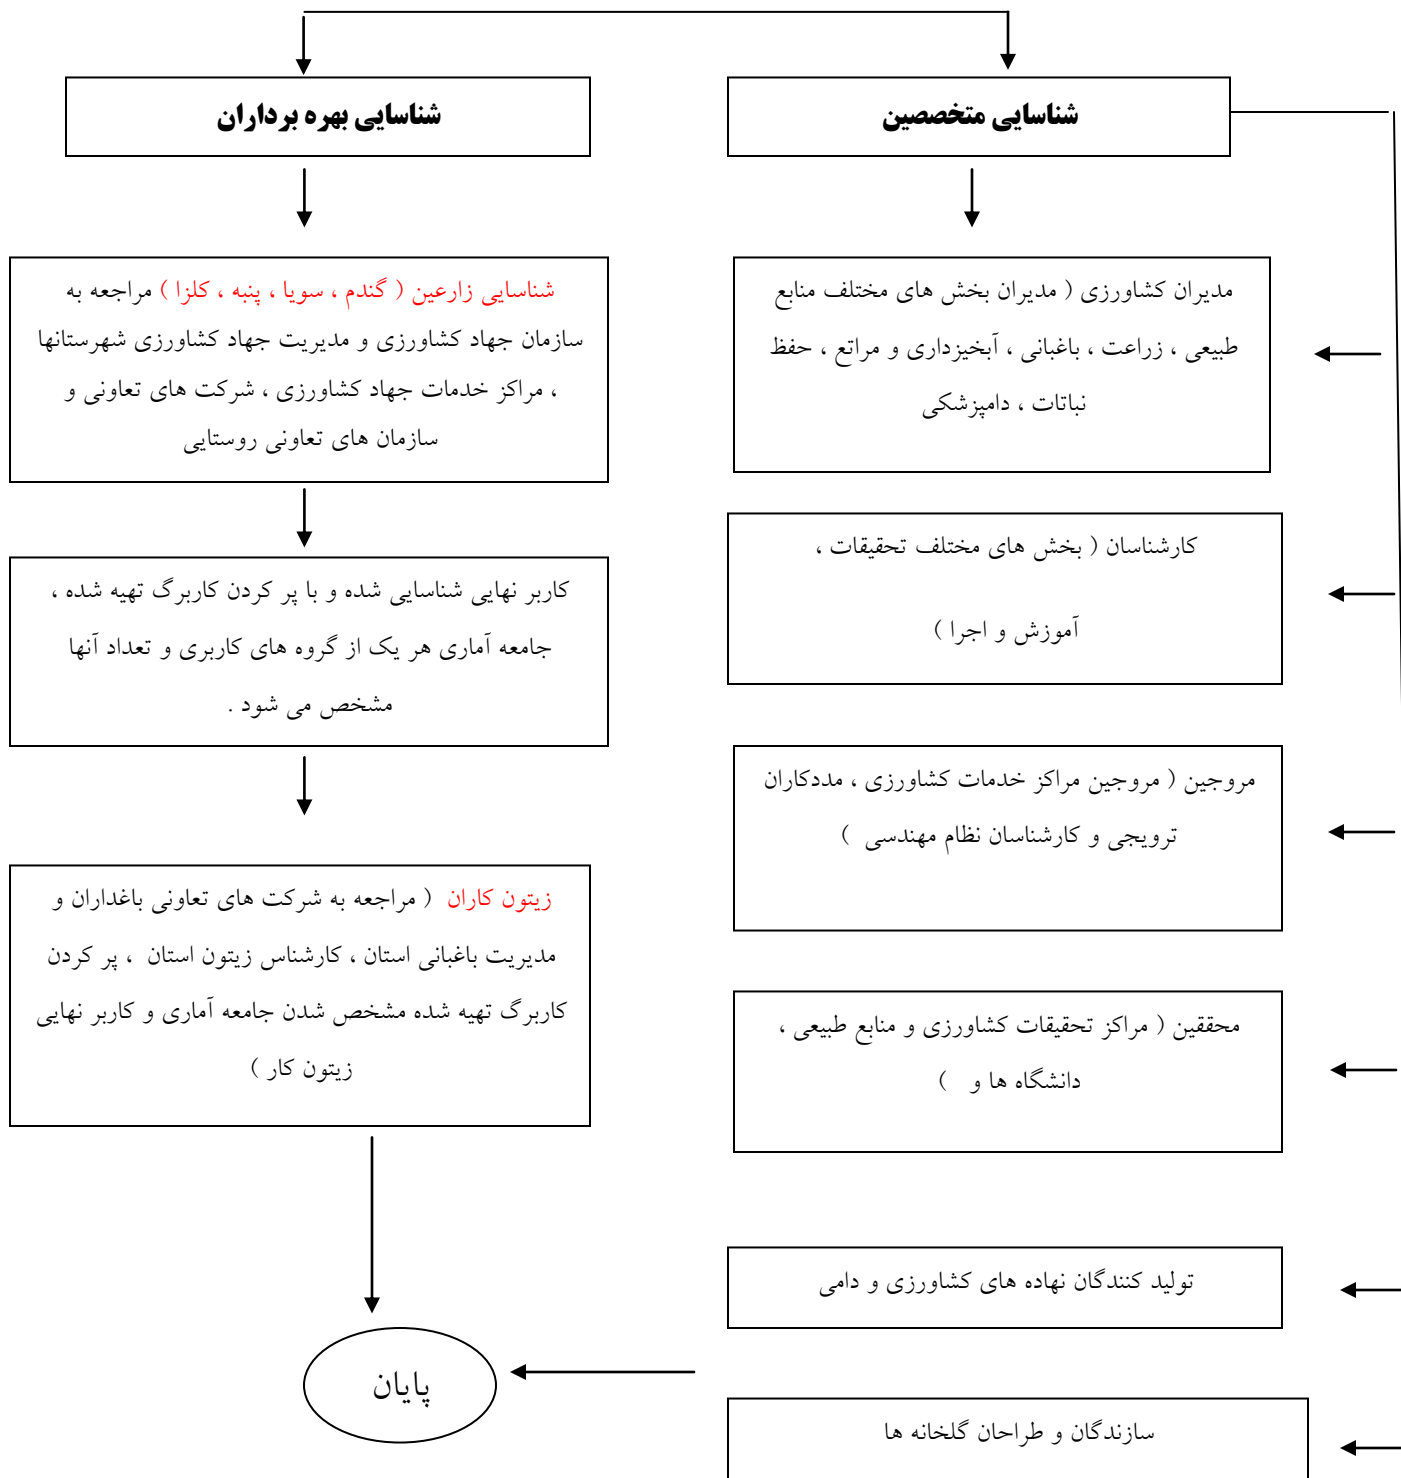 شناسایی متخصصین
مدیران کشاورزی ( مدیران بخش های مختلف منابع
طبیعی ، زراعت ، باغبانی ، آبخیزداری و مراتع ، حفظ
نباتات ، دامپزشکی
کارشناسان ( بخش های مختلف تحقیقات ،
آموزش و اجرا )
مروجین ( مروجین مراکز خدمات کشاورزی ، مددکاران
ترویجی و کارشناسان نظام مهندسی )
محققین ( مراکز تحقیقات کشاورزی و منابع طبیعی ،
دانشگاه ها و )
تولید کنندگان نهاده های کشاورزی و دامی
سازندگان و طراحان گلخانه ها
شناسایی بهره برداران
شناسایی زارعین ( گندم ، سویا ، پنبه ، کلزا ) مراجعه به
سازمان جهاد کشاورزی و مدیریت جهاد کشاورزی شهرستانها
، مراکز خدمات جهاد کشاورزی ، شرکت های تعاونی و
سازمان های تعاونی روستایی
کاربر نهایی شناسایی شده و با پر کردن کاربرگ تهیه شده ،
جامعه آماری هر یک از گروه های کاربری و تعداد آنها
مشخص می شود .
زیتون کاران ( مراجعه به شرکت های تعاونی باغداران و
مدیریت باغبانی استان ، کارشناس زیتون استان ، پر کردن
کاربرگ تهیه شده مشخص شدن جامعه آماری و کاربر نهایی
زیتون کار )
پایان